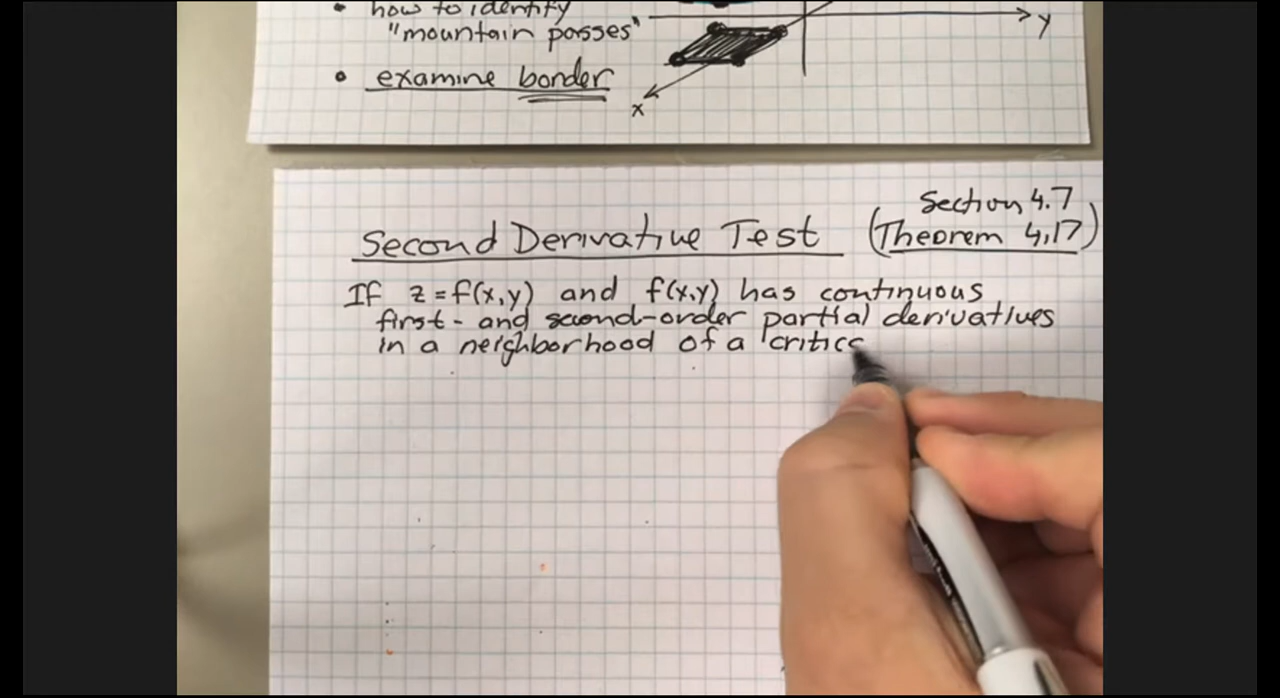 • how to identify
"mountain passes"
• examine border
y
x
Section 4.7
Second Derivative Test (Theorem 4.17)
If z = f(x,y) and f(x,y) has continuous
first- and second-order partial derivatives
in a neighborhood of a critica